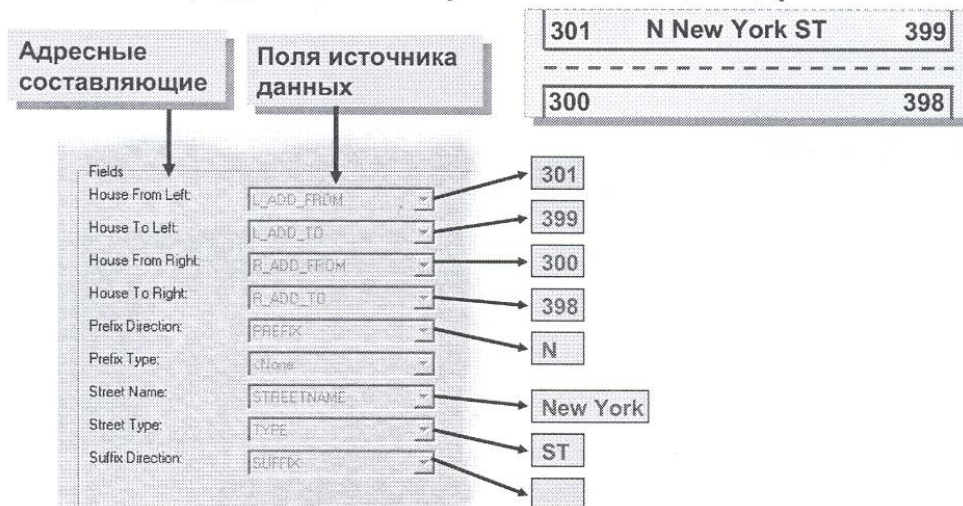 Адресные
составляющие
Поля источника
данных
301 N New York ST 399
300 398
Fields
House From Left: L_ADD_FROM 301
House To Left: L_ADD_TO 399
House From Right: R_ADD_FROM 300
House To Right: R_ADD_TO 398
Prefix Direction: PREFIX N
Prefix Type: <None
Street Name: STREETNAME New York
Street Type: TYPE ST
Suffix Direction: SUFFIX